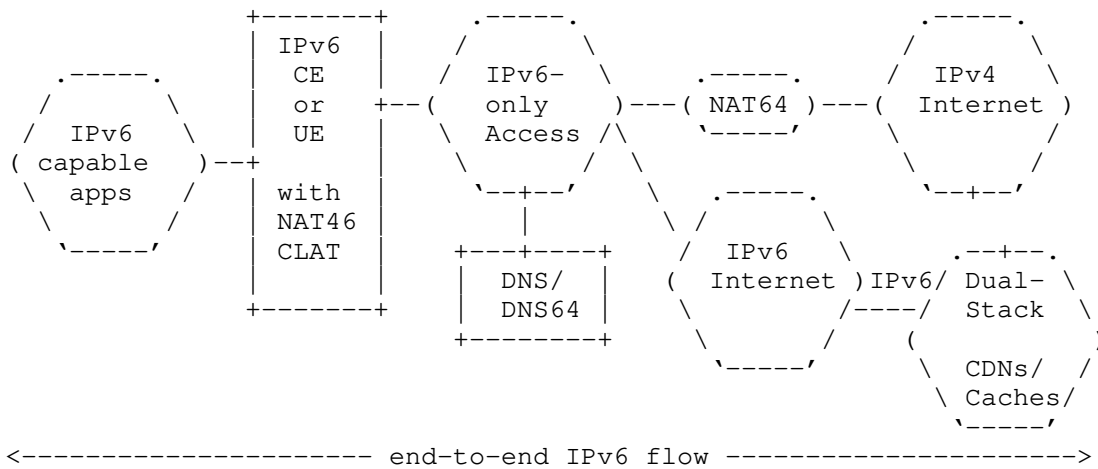 IPv6
CE
or
UE
with
NAT46
CLAT
IPv6
capable
apps
IPv6-
only
Access
NAT64
IPv4
Internet
DNS/
DNS64
IPv6
Internet
IPv6
Dual-
Stack
CDNs/
Caches
end-to-end IPv6 flow